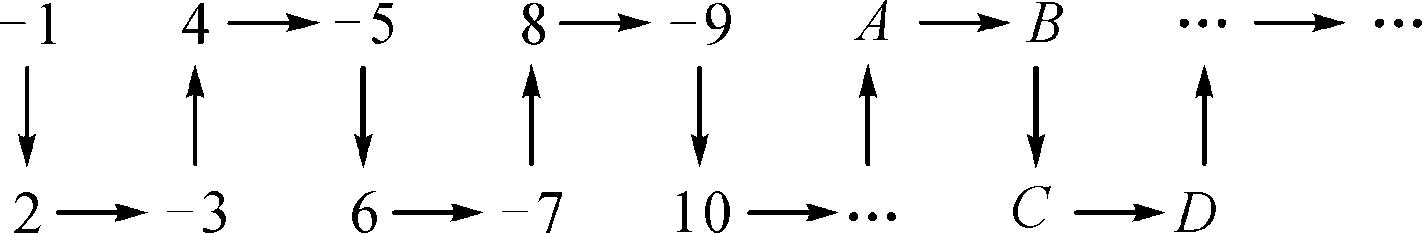 -1 4 → -5 8 → -9 A → B ··· → ···
↓ ↑ ↓ ↑ ↓ ↑ ↓ ↑
2 → -3 6 → -7 10 → ··· C → D